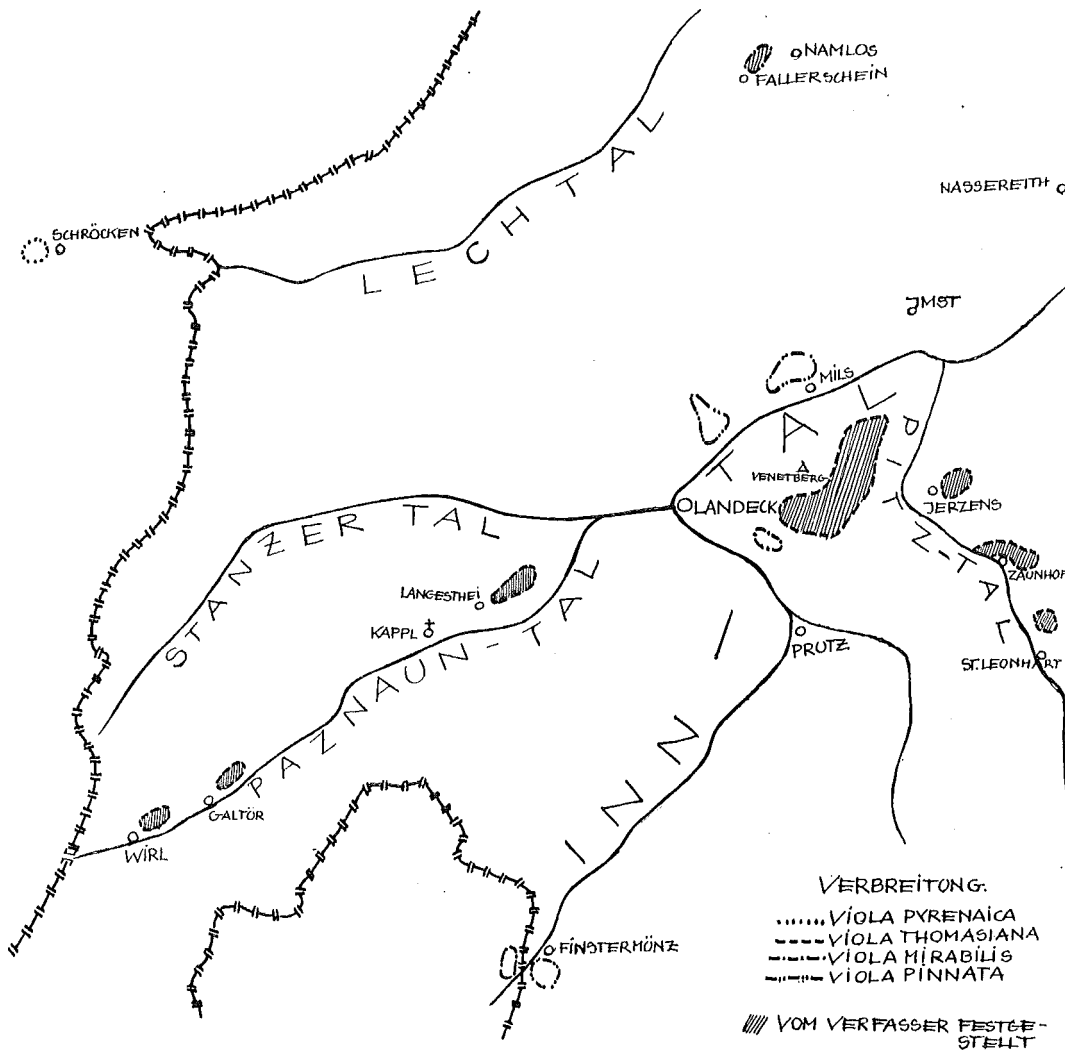 NAMLOS
FALLERSCHEIN
LECHTAL
NASSEREITH
SCHRÖCKEN
JMST
MILS
TAL
VENETBERG
PITZ-TAL
LANDECK
JERZENS
STANZER TAL
ZAUNHOF
LANGESTHEI
KAPPL
PRUTZ
ST. LEONHART
PAZNAUN-TAL
INN
GALTÜR
WIRL
FINSTERMÜNZ
VERBREITUNG:
VIOLA PYRENAICA
VIOLA THOMASIANA
VIOLA MIRABILIS
VIOLA PINNATA
VOM VERFASSER FESTGE-
STELLT